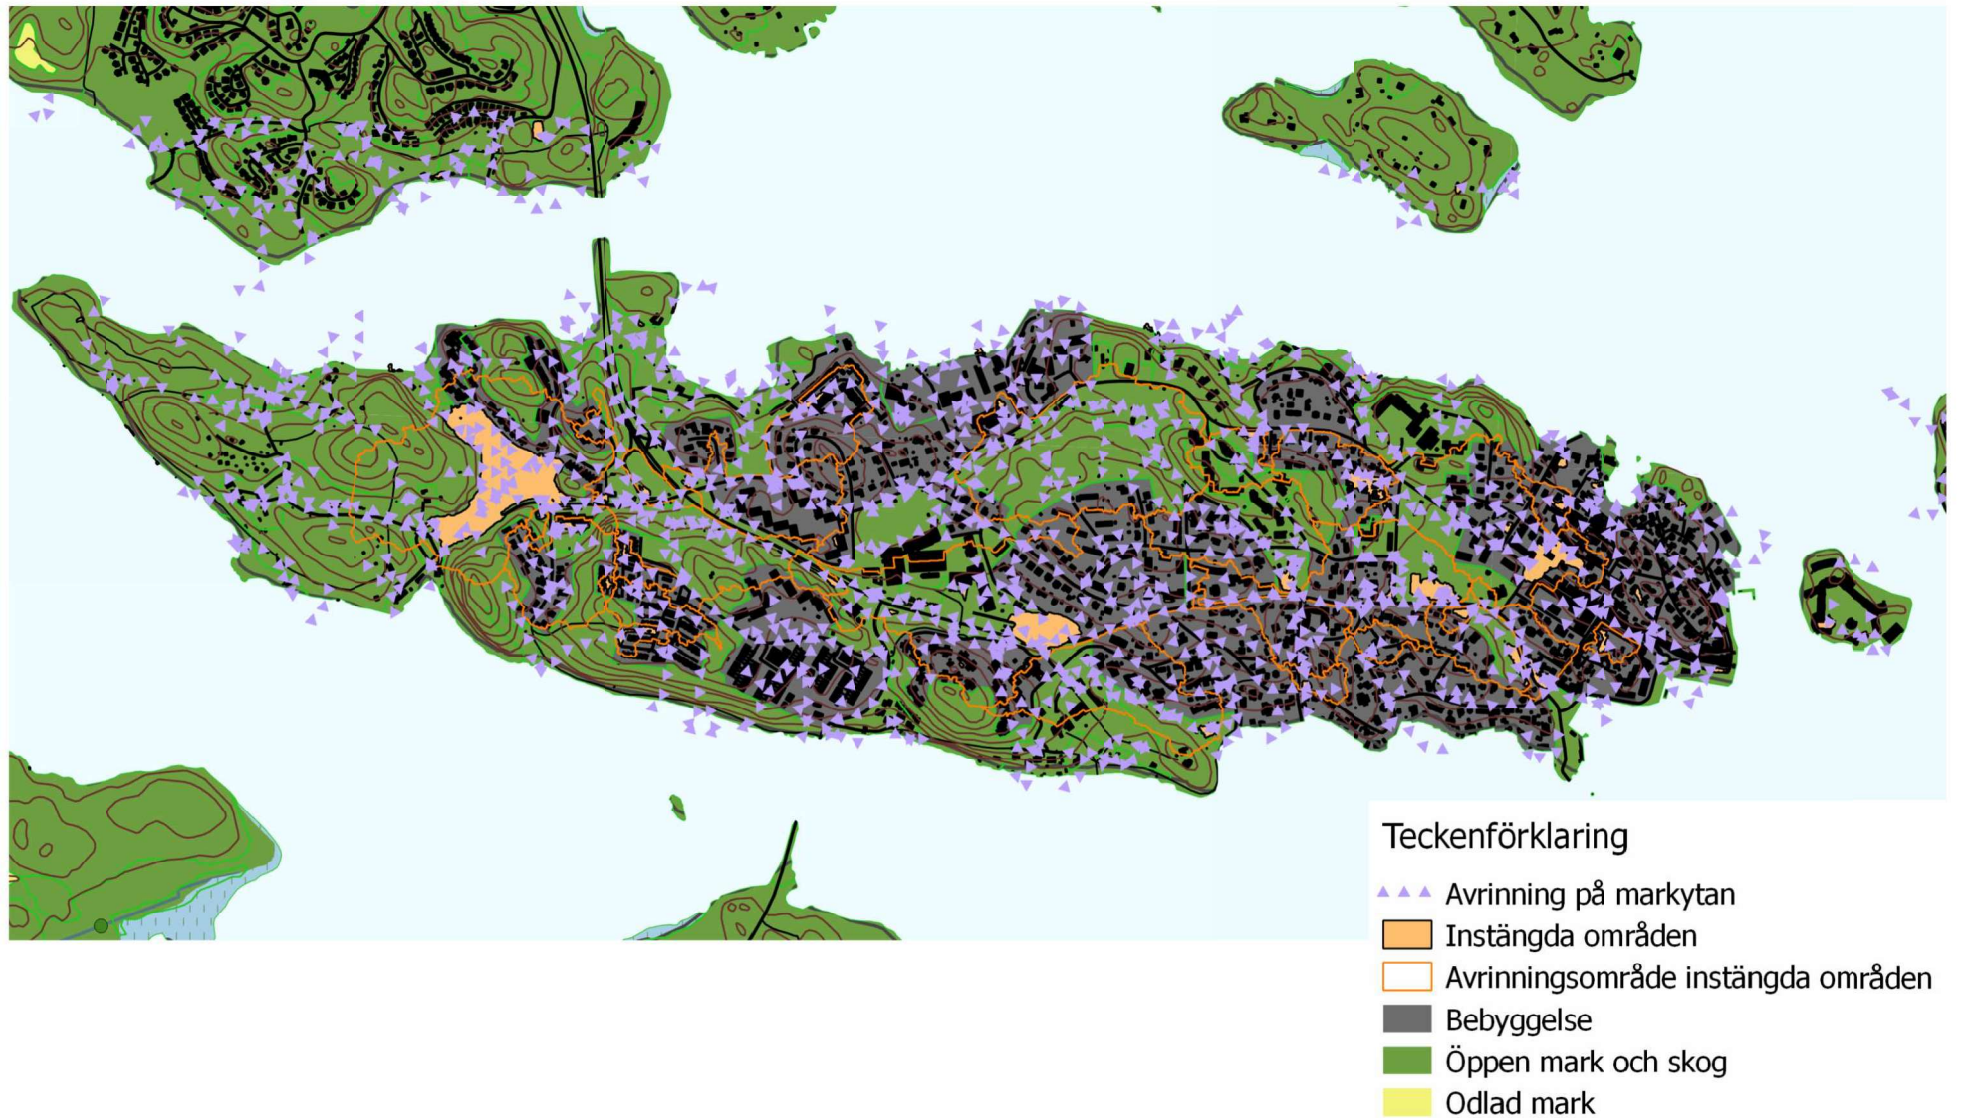 Teckenförklaring
Avrinning på markytan
Instängda områden
Avrinningsområde instängda områden
Bebyggelse
Öppen mark och skog
Odlad mark